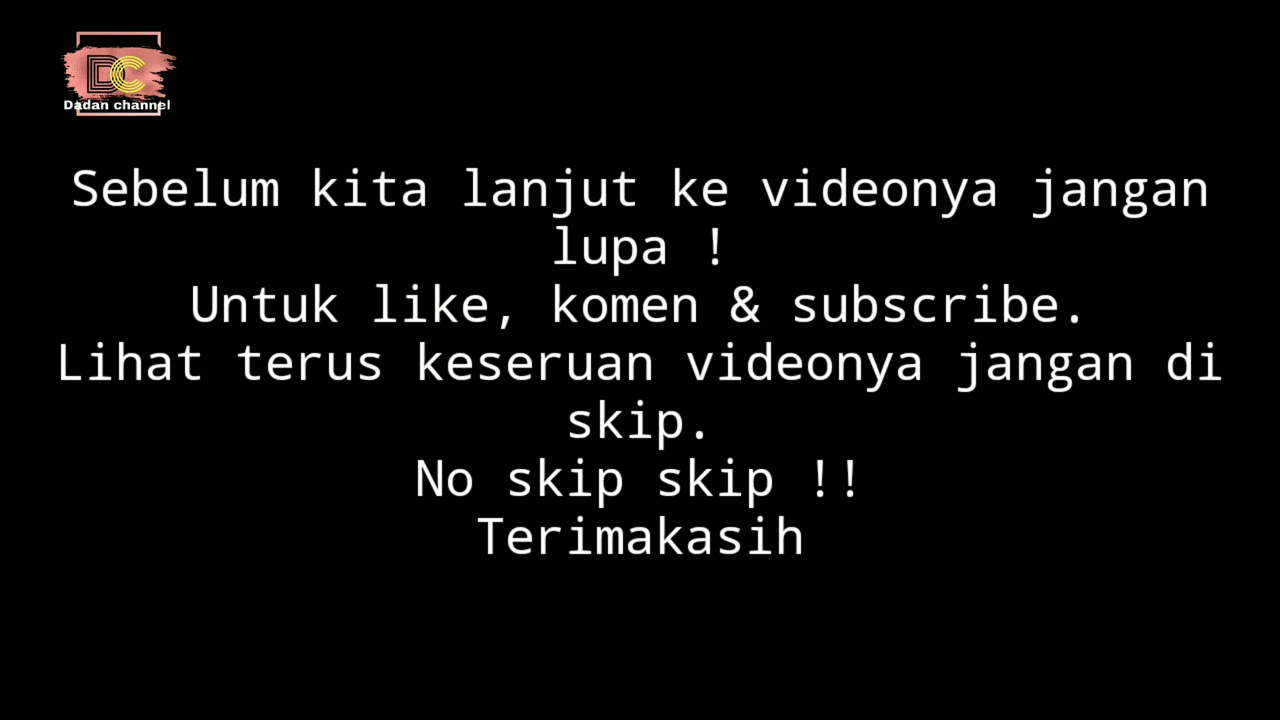 DC
Dadan channel
Sebelum kita lanjut ke videonya jangan
lupa !
Untuk like, komen & subscribe.
Lihat terus keseruan videonya jangan di
skip.
No skip skip !!
Terimakasih